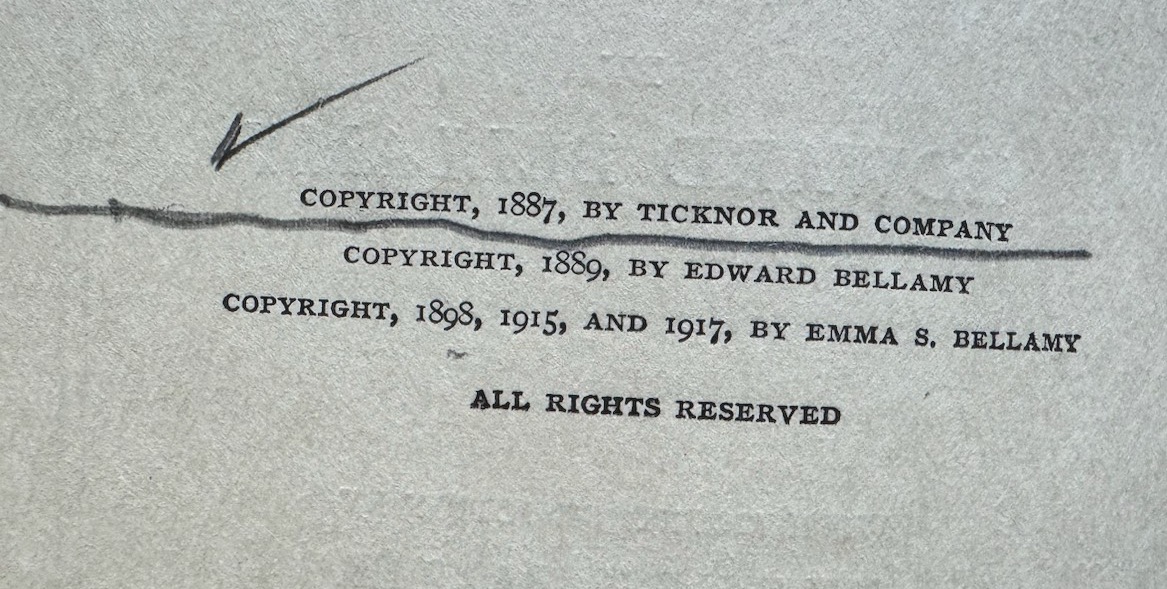 COPYRIGHT, 1887, BY TICKNOR AND COMPANY
COPYRIGHT, 1889, BY EDWARD BELLAMY
COPYRIGHT, 1898, 1915, AND 1917, BY EMMA S. BELLAMY
ALL RIGHTS RESERVED